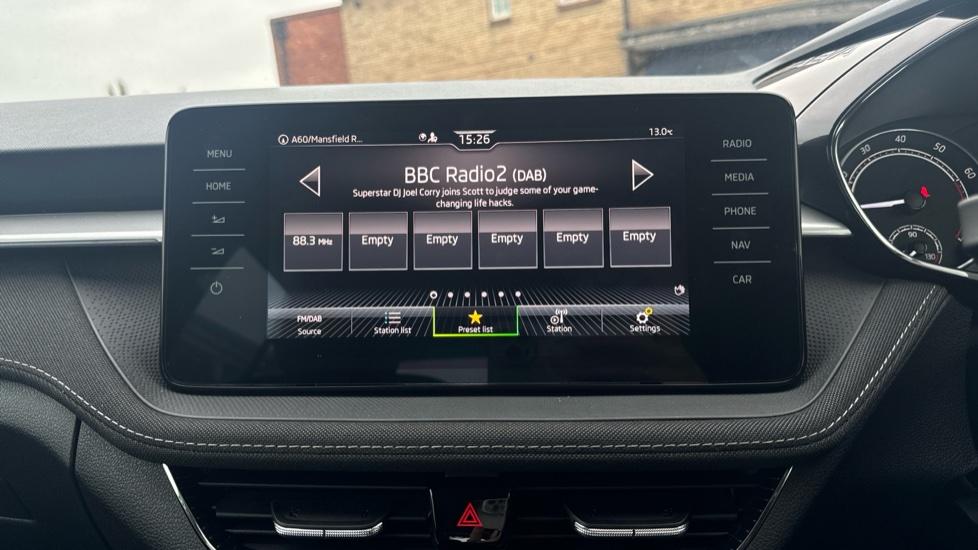 A60/Mansfield R...
15:26
13.0°C
BBC Radio2 (DAB)
Superstar DJ Joel Corry joins Scott to judge some of your game-
changing life hacks.
88.3 MHz
Empty
Empty
Empty
Empty
Empty
FM/DAB
Source
Station list
Preset list
Station
Settings
MENU
HOME
RADIO
MEDIA
PHONE
NAV
CAR
30
40
50
60
90
130